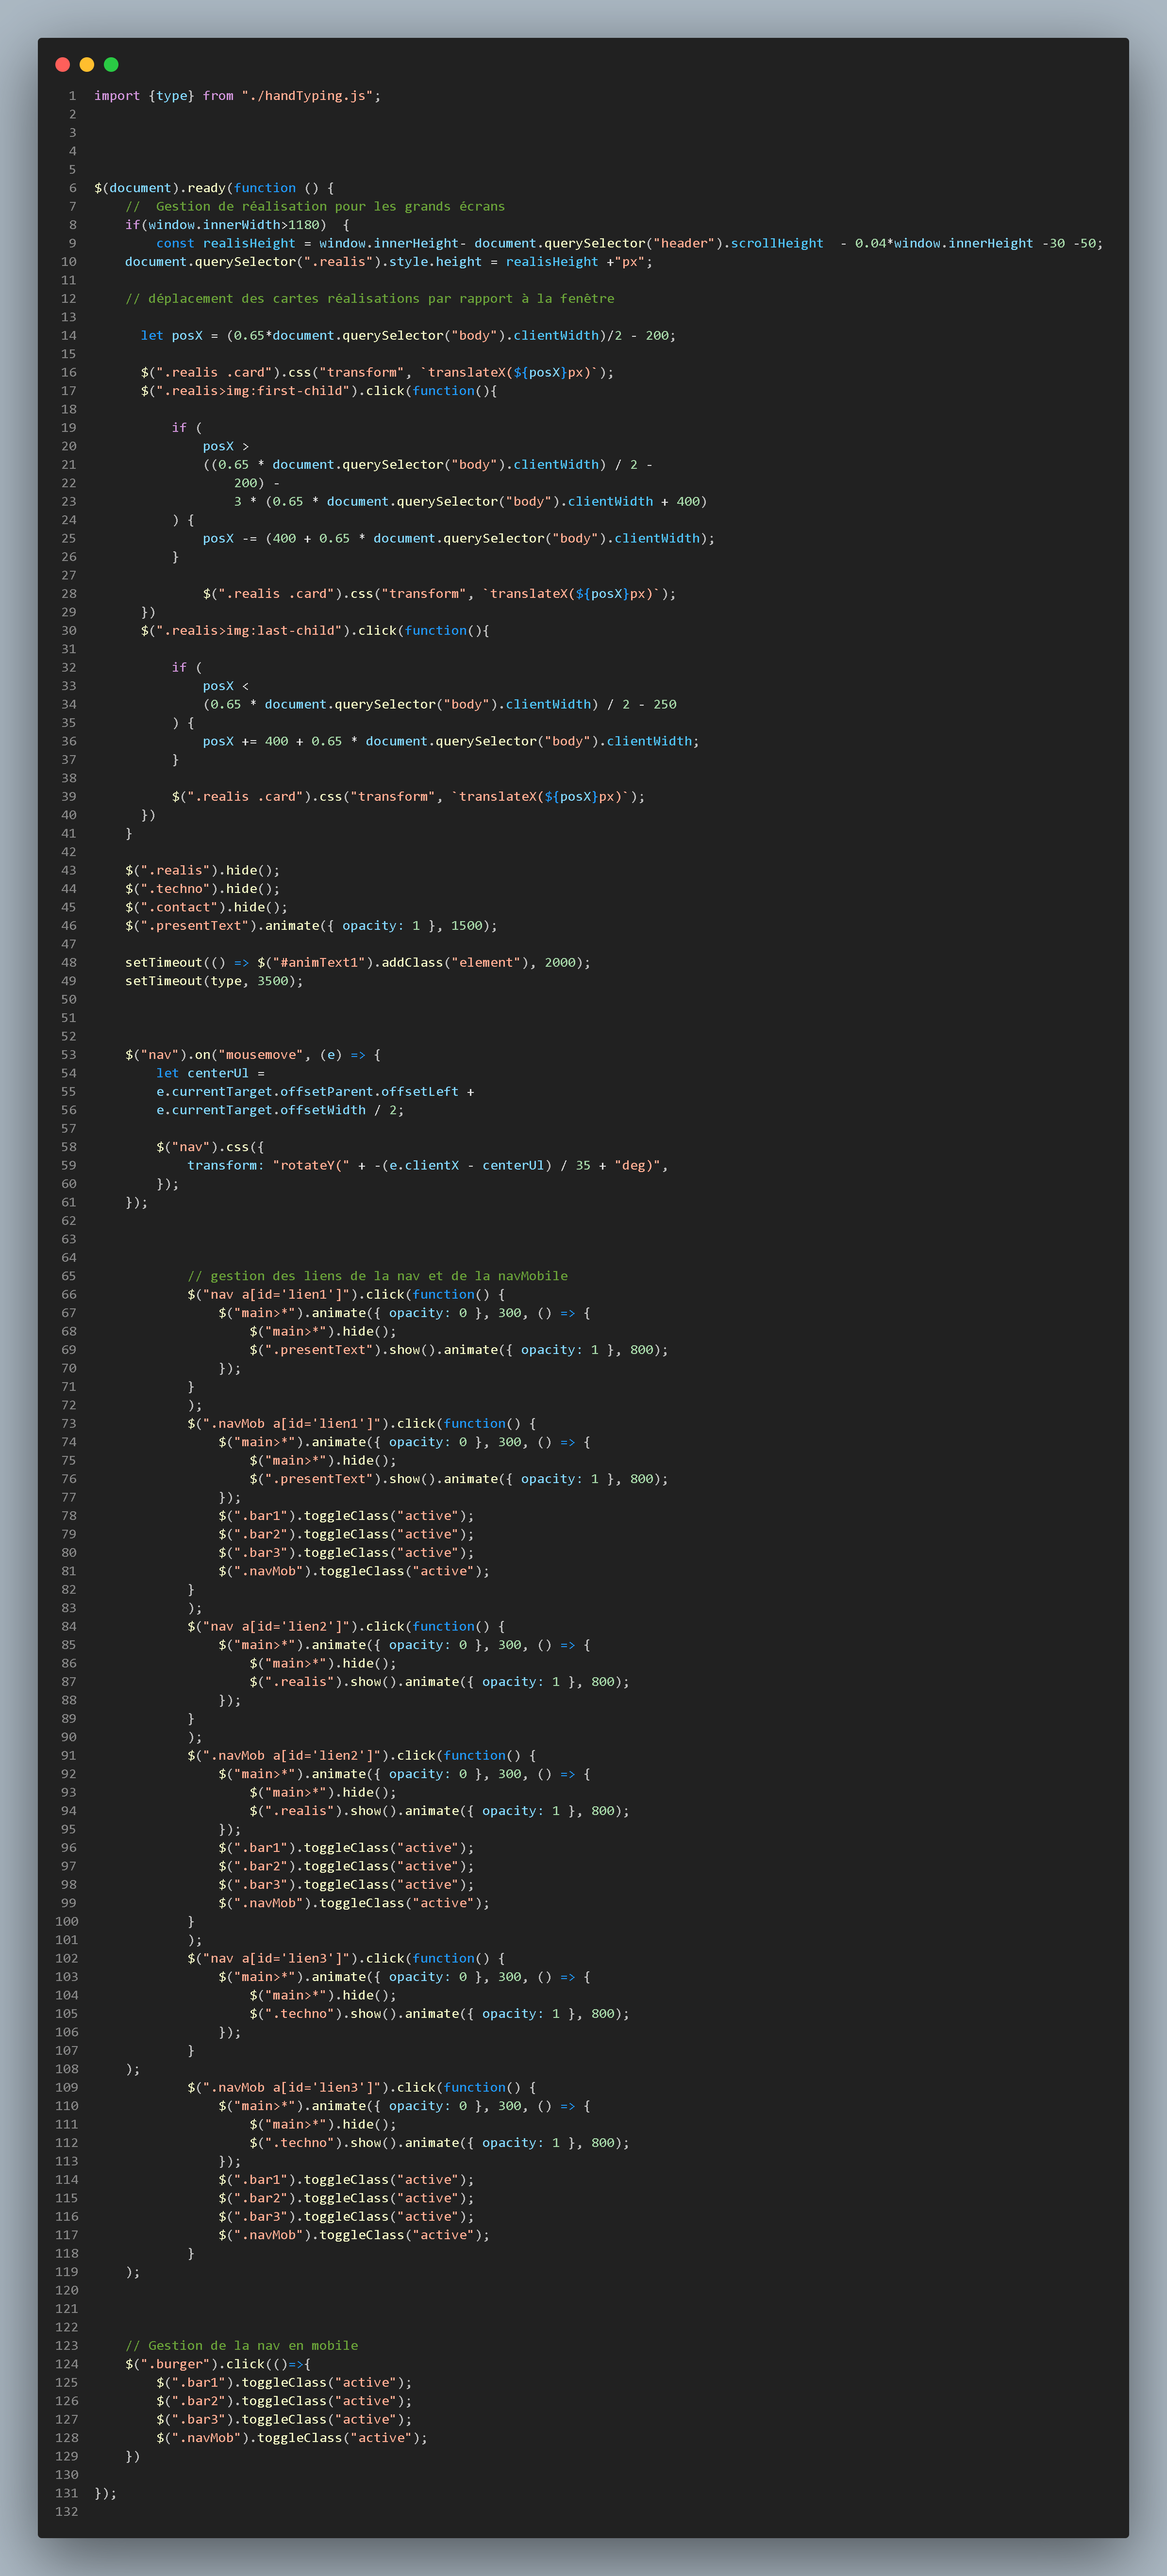 1 import {type} from "./handTyping.js";
2
3
4
5
6 $(document).ready(function () {
7     //  Gestion de réalisation pour les grands écrans
8     if(window.innerWidth>1180)  {
9         const realisHeight = window.innerHeight- document.querySelector("header").scrollHeight  - 0.04*window.innerHeight -30 -50;
10     document.querySelector(".realis").style.height = realisHeight +"px";
11
12     // déplacement des cartes réalisations par rapport à la fenêtre
13
14       let posX = (0.65*document.querySelector("body").clientWidth)/2 - 200;
15
16       $(".realis .card").css("transform", `translateX(${posX}px)`);
17       $(".realis>img:first-child").click(function(){
18
19           if (
20               posX >
21               ((0.65 * document.querySelector("body").clientWidth) / 2 -
22                   200) -
23                   3 * (0.65 * document.querySelector("body").clientWidth + 400)
24           ) {
25               posX -= (400 + 0.65 * document.querySelector("body").clientWidth);
26           }
27
28               $(".realis .card").css("transform", `translateX(${posX}px)`);
29       })
30       $(".realis>img:last-child").click(function(){
31
32           if (
33               posX <
34               (0.65 * document.querySelector("body").clientWidth) / 2 - 250
35           ) {
36               posX += 400 + 0.65 * document.querySelector("body").clientWidth;
37           }
38
39           $(".realis .card").css("transform", `translateX(${posX}px)`);
40       })
41     }
42
43     $(".realis").hide();
44     $(".techno").hide();
45     $(".contact").hide();
46     $(".presentText").animate({ opacity: 1 }, 1500);
47
48     setTimeout(() => $("#animText1").addClass("element"), 2000);
49     setTimeout(type, 3500);
50
51
52
53     $("nav").on("mousemove", (e) => {
54         let centerUl =
55         e.currentTarget.offsetParent.offsetLeft +
56         e.currentTarget.offsetWidth / 2;
57
58         $("nav").css({
59             transform: "rotateY(" + -(e.clientX - centerUl) / 35 + "deg)",
60         });
61     });
62
63
64
65             // gestion des liens de la nav et de la navMobile
66             $("nav a[id='lien1']").click(function() {
67                 $("main>*").animate({ opacity: 0 }, 300, () => {
68                     $("main>*").hide();
69                     $(".presentText").show().animate({ opacity: 1 }, 800);
70                 });
71             }
72             );
73             $(".navMob a[id='lien1']").click(function() {
74                 $("main>*").animate({ opacity: 0 }, 300, () => {
75                     $("main>*").hide();
76                     $(".presentText").show().animate({ opacity: 1 }, 800);
77                 });
78                 $(".bar1").toggleClass("active");
79                 $(".bar2").toggleClass("active");
80                 $(".bar3").toggleClass("active");
81                 $(".navMob").toggleClass("active");
82             }
83             );
84             $("nav a[id='lien2']").click(function() {
85                 $("main>*").animate({ opacity: 0 }, 300, () => {
86                     $("main>*").hide();
87                     $(".realis").show().animate({ opacity: 1 }, 800);
88                 });
89             }
90             );
91             $(".navMob a[id='lien2']").click(function() {
92                 $("main>*").animate({ opacity: 0 }, 300, () => {
93                     $("main>*").hide();
94                     $(".realis").show().animate({ opacity: 1 }, 800);
95                 });
96                 $(".bar1").toggleClass("active");
97                 $(".bar2").toggleClass("active");
98                 $(".bar3").toggleClass("active");
99                 $(".navMob").toggleClass("active");
100             }
101             );
102             $("nav a[id='lien3']").click(function() {
103                 $("main>*").animate({ opacity: 0 }, 300, () => {
104                     $("main>*").hide();
105                     $(".techno").show().animate({ opacity: 1 }, 800);
106                 });
107             }
108     );
109             $(".navMob a[id='lien3']").click(function() {
110                 $("main>*").animate({ opacity: 0 }, 300, () => {
111                     $("main>*").hide();
112                     $(".techno").show().animate({ opacity: 1 }, 800);
113                 });
114                 $(".bar1").toggleClass("active");
115                 $(".bar2").toggleClass("active");
116                 $(".bar3").toggleClass("active");
117                 $(".navMob").toggleClass("active");
118             }
119     );
120
121
122
123     // Gestion de la nav en mobile
124     $(".burger").click(()=>{
125         $(".bar1").toggleClass("active");
126         $(".bar2").toggleClass("active");
127         $(".bar3").toggleClass("active");
128         $(".navMob").toggleClass("active");
129     })
130
131 });
132